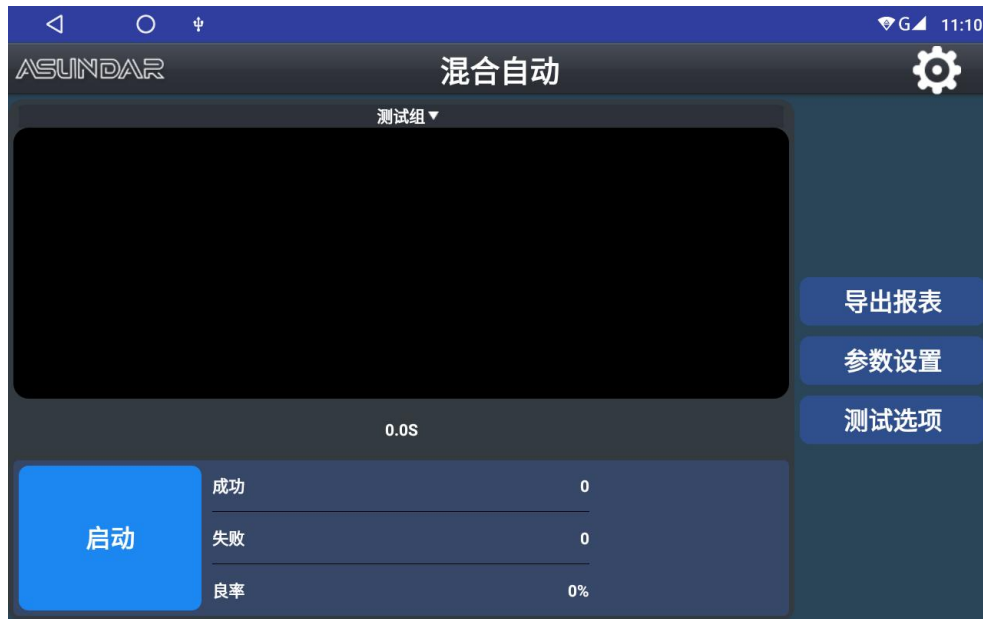 G 11:10
ASUNDAR
混合自动
测试组▼
导出报表
参数设置
测试选项
0.0S
启动
成功 0
失败 0
良率 0%